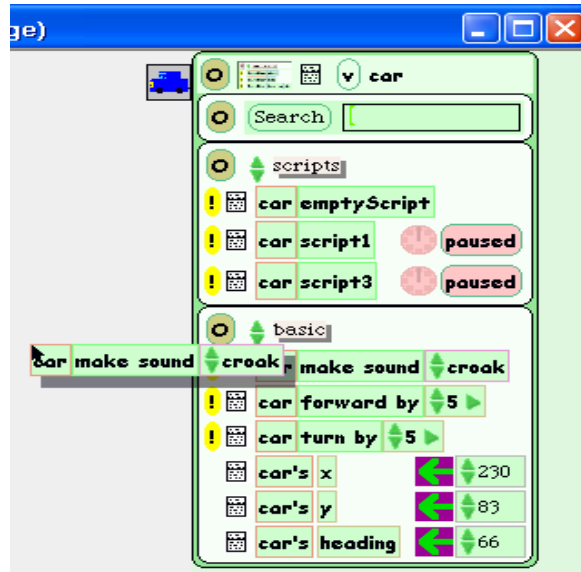 ge)
O v car
O Search
O scripts
! car emptyScript
! car script1 paused
! car script3 paused
O basic
car make sound croak
r make sound croak
! car forward by 5
! car turn by 5
car's x 230
car's y 83
car's heading 66